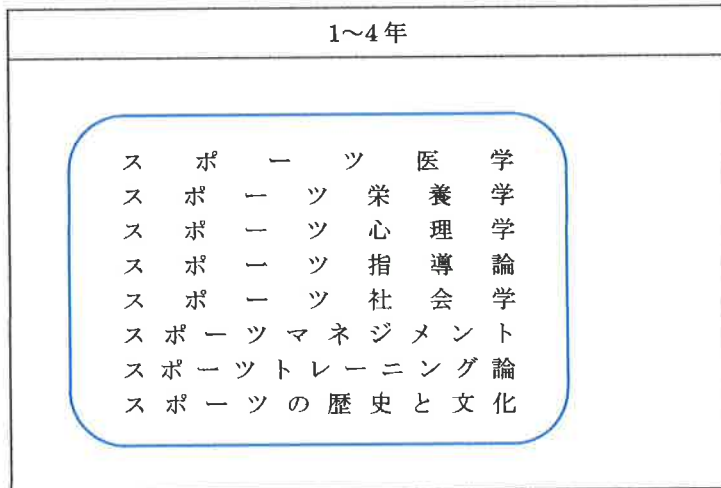 1～4年
スポーツ医学
スポーツ栄養学
スポーツ心理学
スポーツ指導論
スポーツ社会学
スポーツマネジメント
スポーツトレーニング論
スポーツの歴史と文化